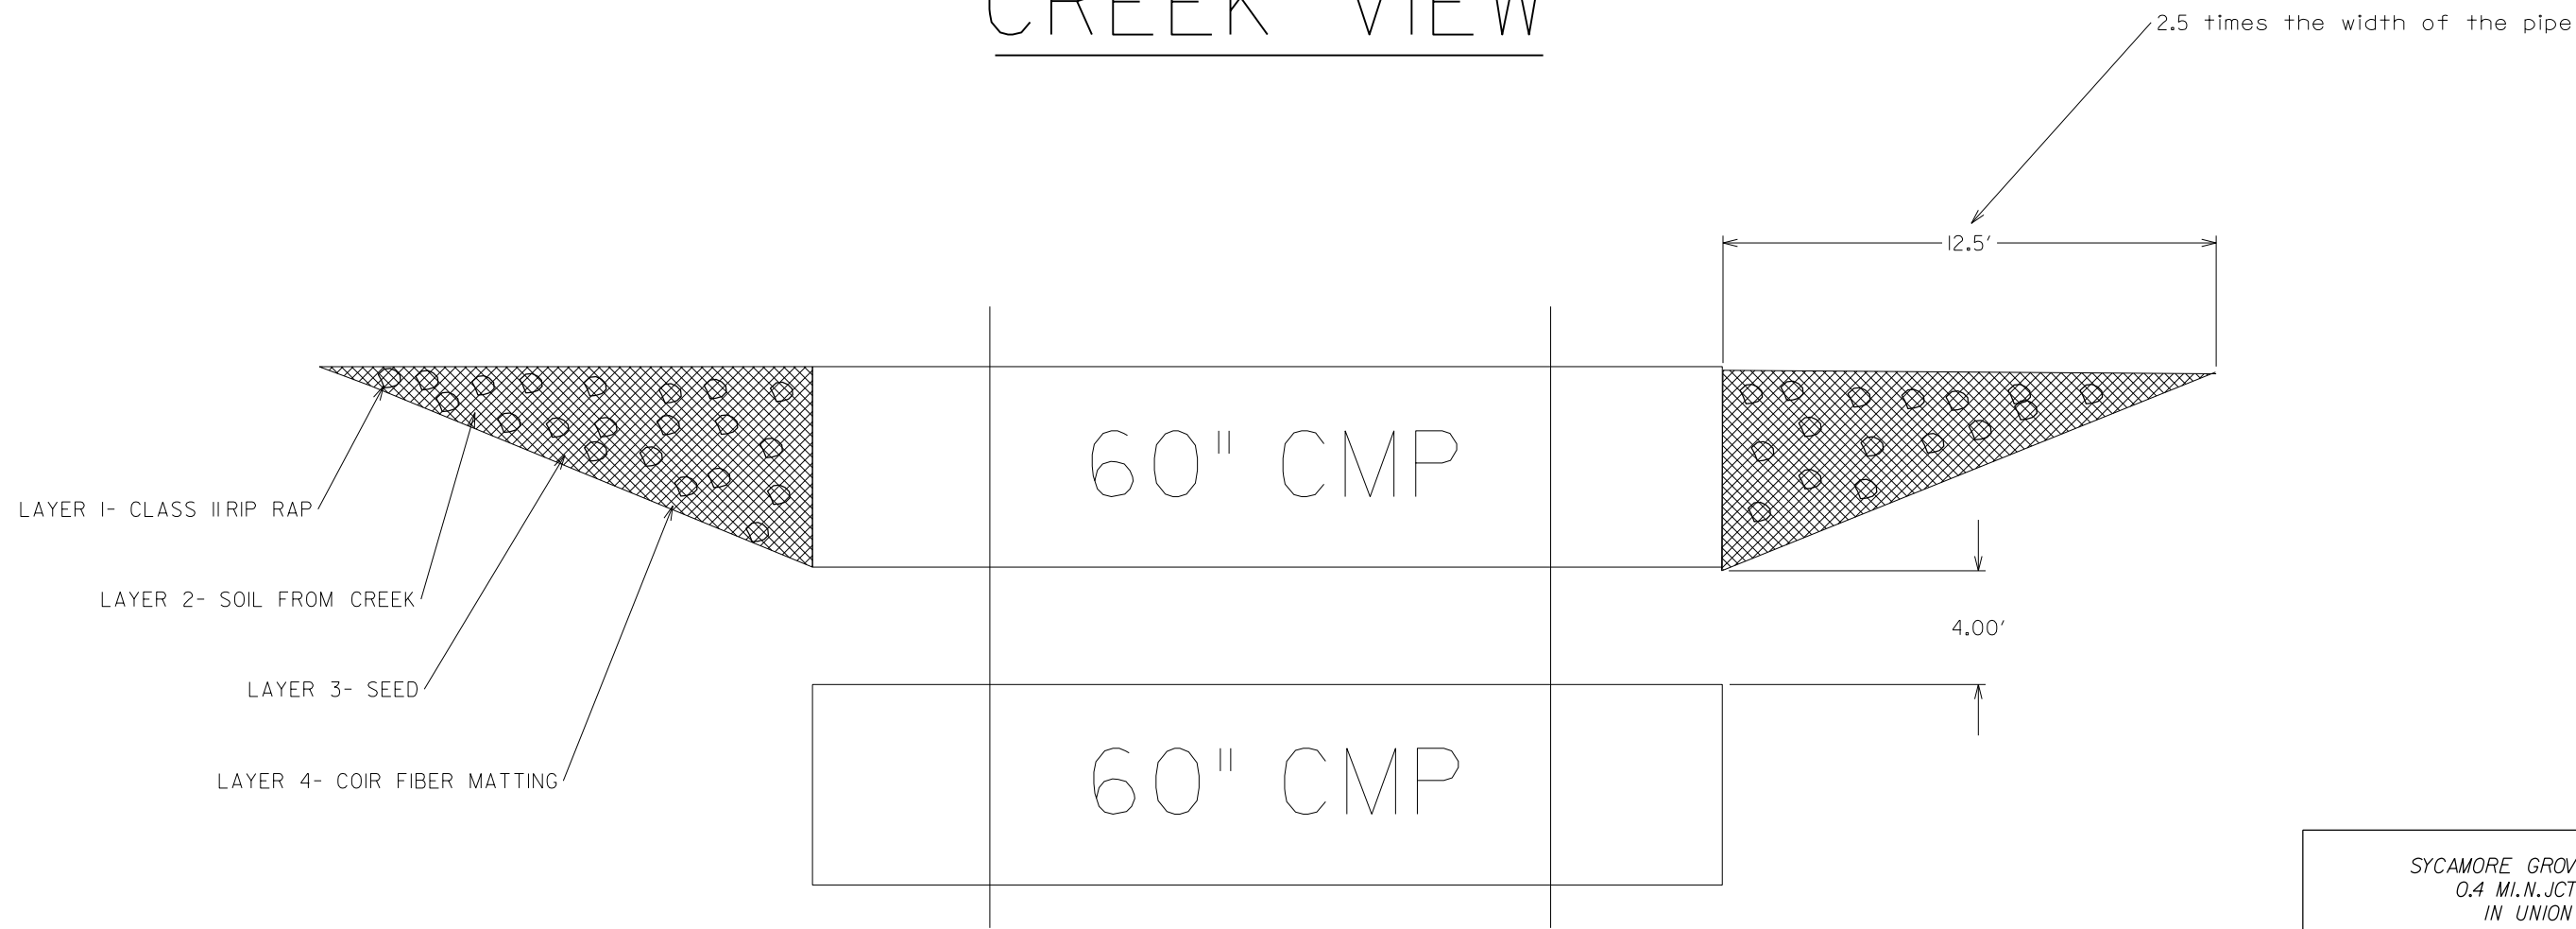 CREEK VIEW
2.5 times the width of the pipe
12.5'
60" CMP
LAYER 1- CLASS II RIP RAP
LAYER 2- SOIL FROM CREEK
4.00'
LAYER 3- SEED
LAYER 4- COIR FIBER MATTING
60" CMP
SYCAMORE GROV
0.4 MI.N.JCT
IN UNION